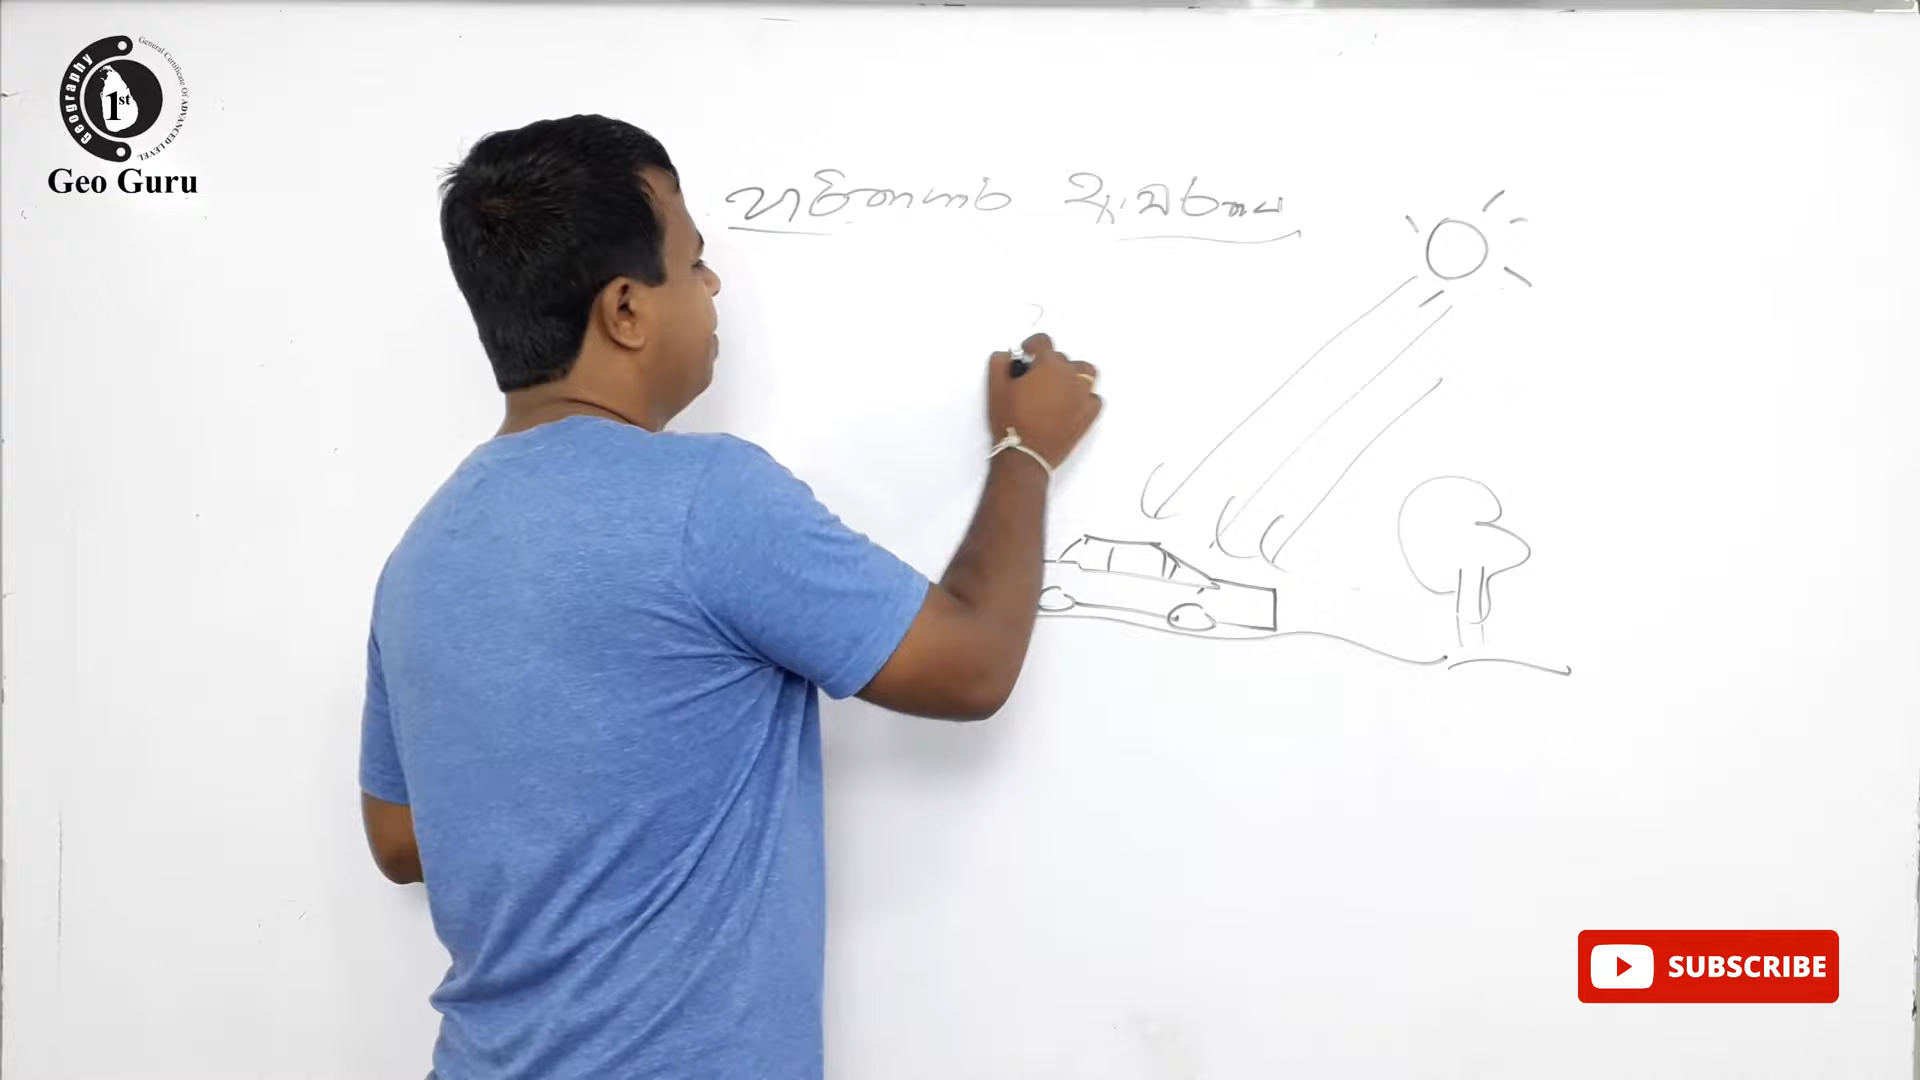 Geography
1st
General Certificate Of ADVANCED LEVEL
Geo Guru
හරිතාගාර ආචරණය
SUBSCRIBE